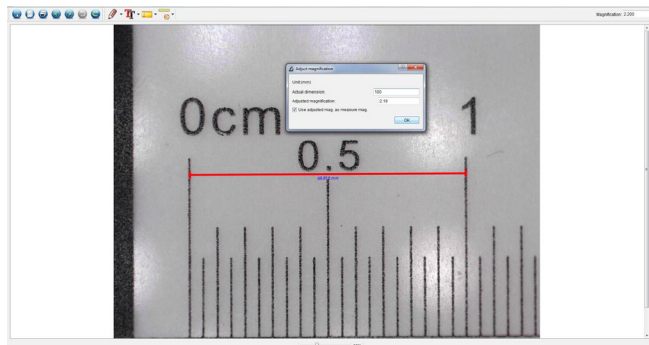 Magnification: 2.200
Adjust magnification
Unit(mm)
Actual dimension:
100
Adjusted magnification:
2.19
Use adjusted mag. as measure mag.
OK
0cm
1
0.5